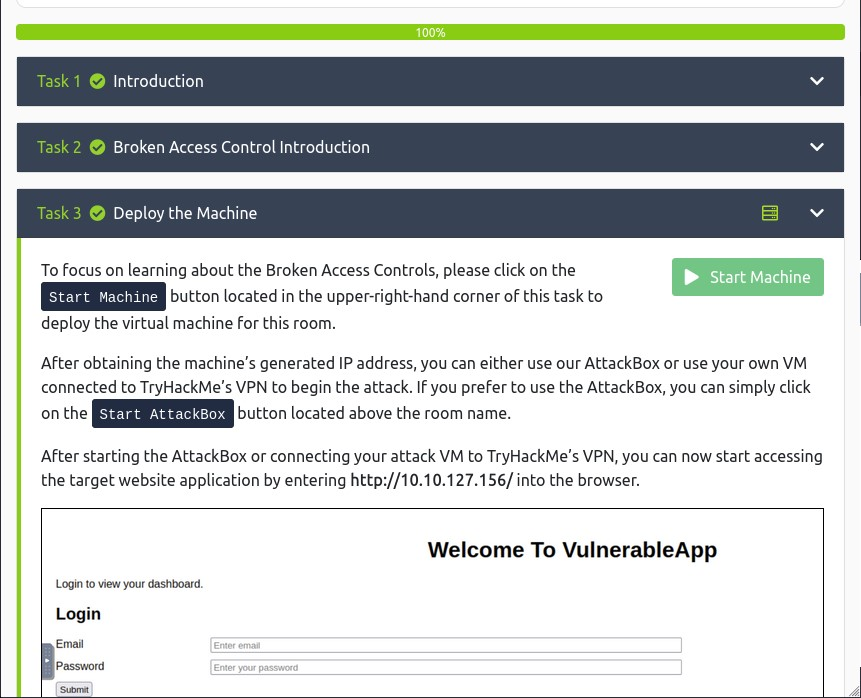 100%
Task 1 Introduction
Task 2 Broken Access Control Introduction
Task 3 Deploy the Machine
To focus on learning about the Broken Access Controls, please click on the
Start Machine button located in the upper-right-hand corner of this task to
deploy the virtual machine for this room.
Start Machine
After obtaining the machine’s generated IP address, you can either use our AttackBox or use your own VM
connected to TryHackMe’s VPN to begin the attack. If you prefer to use the AttackBox, you can simply click
on the Start AttackBox button located above the room name.
After starting the AttackBox or connecting your attack VM to TryHackMe’s VPN, you can now start accessing
the target website application by entering http://10.10.127.156/ into the browser.
Welcome To VulnerableApp
Login to view your dashboard.
Login
Email Enter email
Password Enter your password
Submit